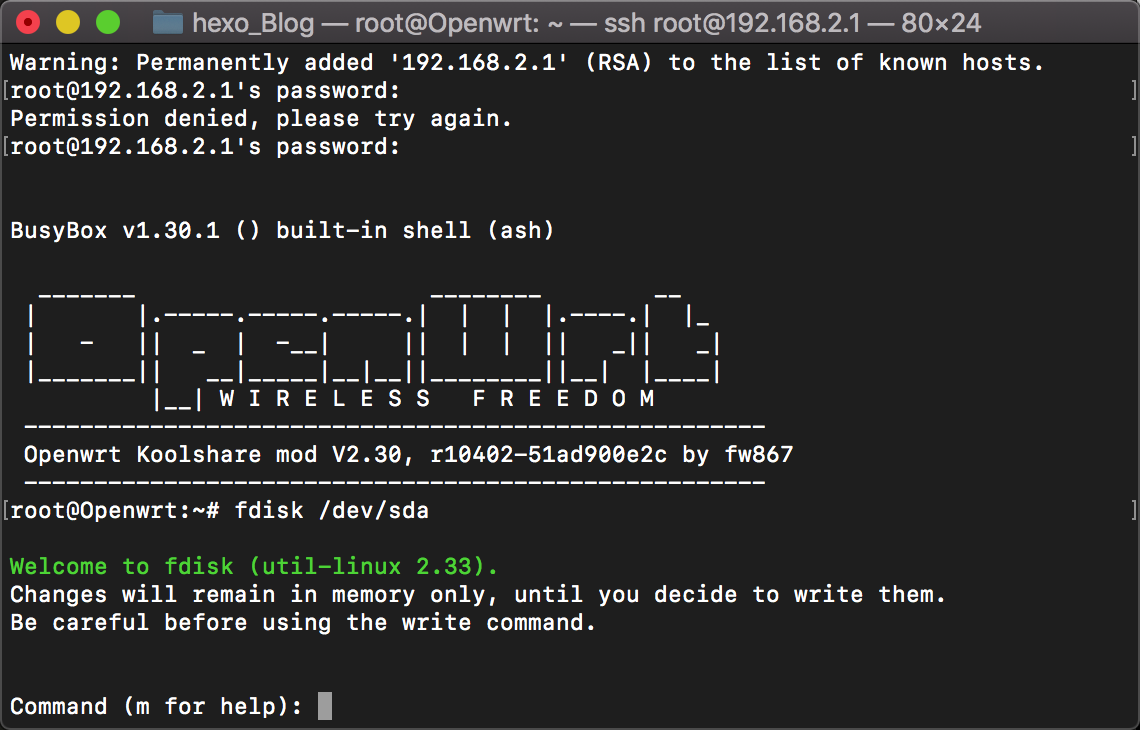 hexo_Blog — root@Openwrt: ~ — ssh root@192.168.2.1 — 80×24
Warning: Permanently added '192.168.2.1' (RSA) to the list of known hosts.
[root@192.168.2.1's password: ]
Permission denied, please try again.
[root@192.168.2.1's password: ]
BusyBox v1.30.1 () built-in shell (ash)
OpenWrt
W I R E L E S S   F R E E D O M
-----------------------------------------------------
Openwrt Koolshare mod V2.30, r10402-51ad900e2c by fw867
-----------------------------------------------------
[root@Openwrt:~# fdisk /dev/sda ]
Welcome to fdisk (util-linux 2.33).
Changes will remain in memory only, until you decide to write them.
Be careful before using the write command.
Command (m for help):